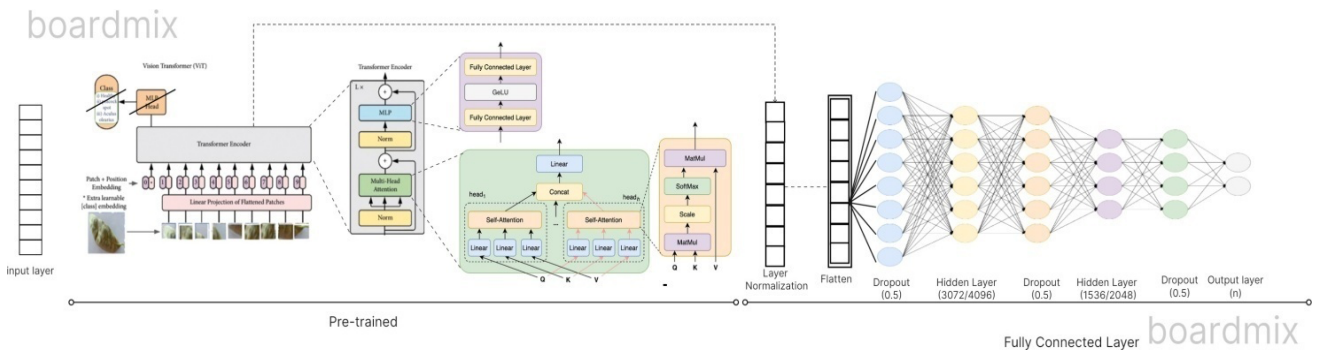 boardmix
Vision Transformer (ViT)
Class
MLP
Head
Transformer Encoder
Patch + Position
Embedding
* Extra learnable
[class] embedding
Linear Projection of Flattened Patches
input layer
Transformer Encoder
L ×
+
MLP
Norm
+
Multi-Head
Attention
Norm
Fully Connected Layer
GeLU
Fully Connected Layer
Linear
Concat
head₁
headₕ
Self-Attention
...
Self-Attention
Linear
Linear
Linear
Linear
Linear
Linear
Q
K
V
MatMul
SoftMax
Scale
MatMul
Q
K
V
Layer
Normalization
Flatten
Dropout
(0.5)
Hidden Layer
(3072/4096)
Dropout
(0.5)
Hidden Layer
(1536/2048)
Dropout
(0.5)
Output layer
(n)
Pre-trained
Fully Connected Layer
boardmix